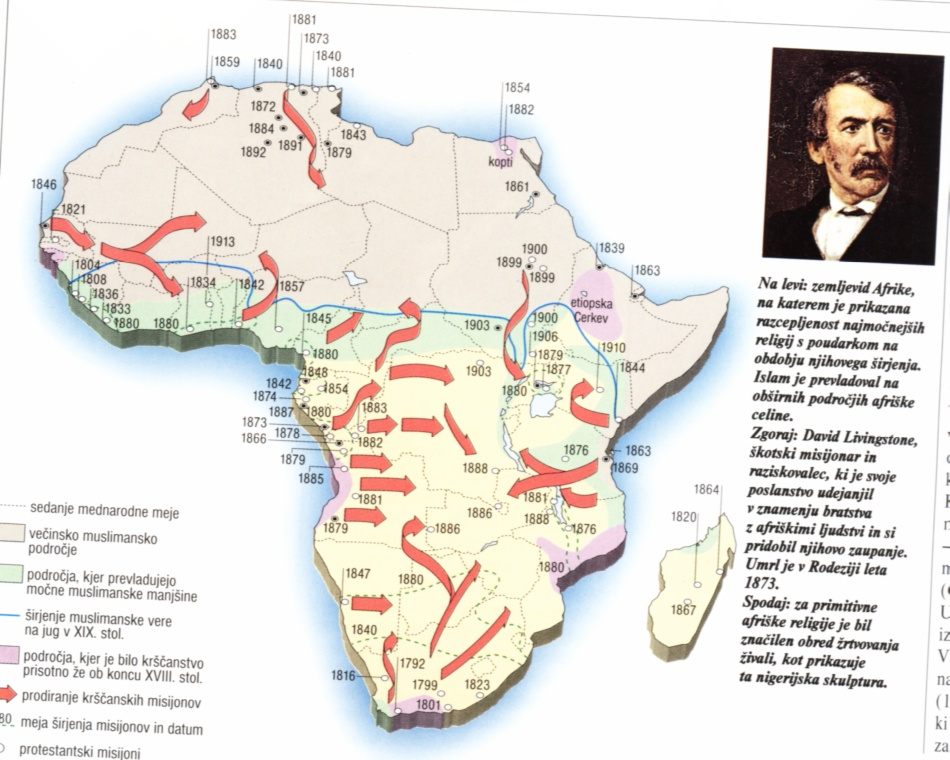 1883
1859
1840
1881
1873
1840
1881
1872
1884
1892
1891
1843
1879
1854
1882
kopti
1861
1846
1821
1913
1900
1899
1899
1839
1863
1804
1808
1836
1833
1880
1880
1834
1842
1857
1845
1880
1903
etiopska
Cerkev
1900
1906
1879
1877
1880
1910
1844
1903
1848
1842
1874
1854
1887
1880
1873
1878
1866
1883
1882
1879
1885
1881
1879
1888
1876
1863
1869
1881
1886
1888
1876
1886
1880
1864
1820
1867
1847
1880
1840
1816
1792
1799
1801
1823
sedanje mednarodne meje
večinsko muslimansko
področje
področja, kjer prevladujejo
močne muslimanske manjšine
širjenje muslimanske vere
na jug v XIX. stol.
področja, kjer je bilo krščanstvo
prisotno že ob koncu XVIII. stol.
prodiranje krščanskih misijonov
80 meja širjenja misijonov in datum
protestantski misijoni
Na levi: zemljevid Afrike,
na katerem je prikazana
razcepljenost najmočnejših
religij s poudarkom na
obdobju njihovega širjenja.
Islam je prevladoval na
obširnih področjih afriške
celine.
Zgoraj: David Livingstone,
škotski misijonar in
raziskovalec, ki je svoje
poslanstvo udejanjil
v znamenju bratstva
z afriškimi ljudstvi in si
pridobil njihovo zaupanje.
Umrl je v Rodeziji leta
1873.
Spodaj: za primitivne
afriške religije je bil
značilen obred žrtvovanja
živali, kot prikazuje
ta nigerijska skulptura.